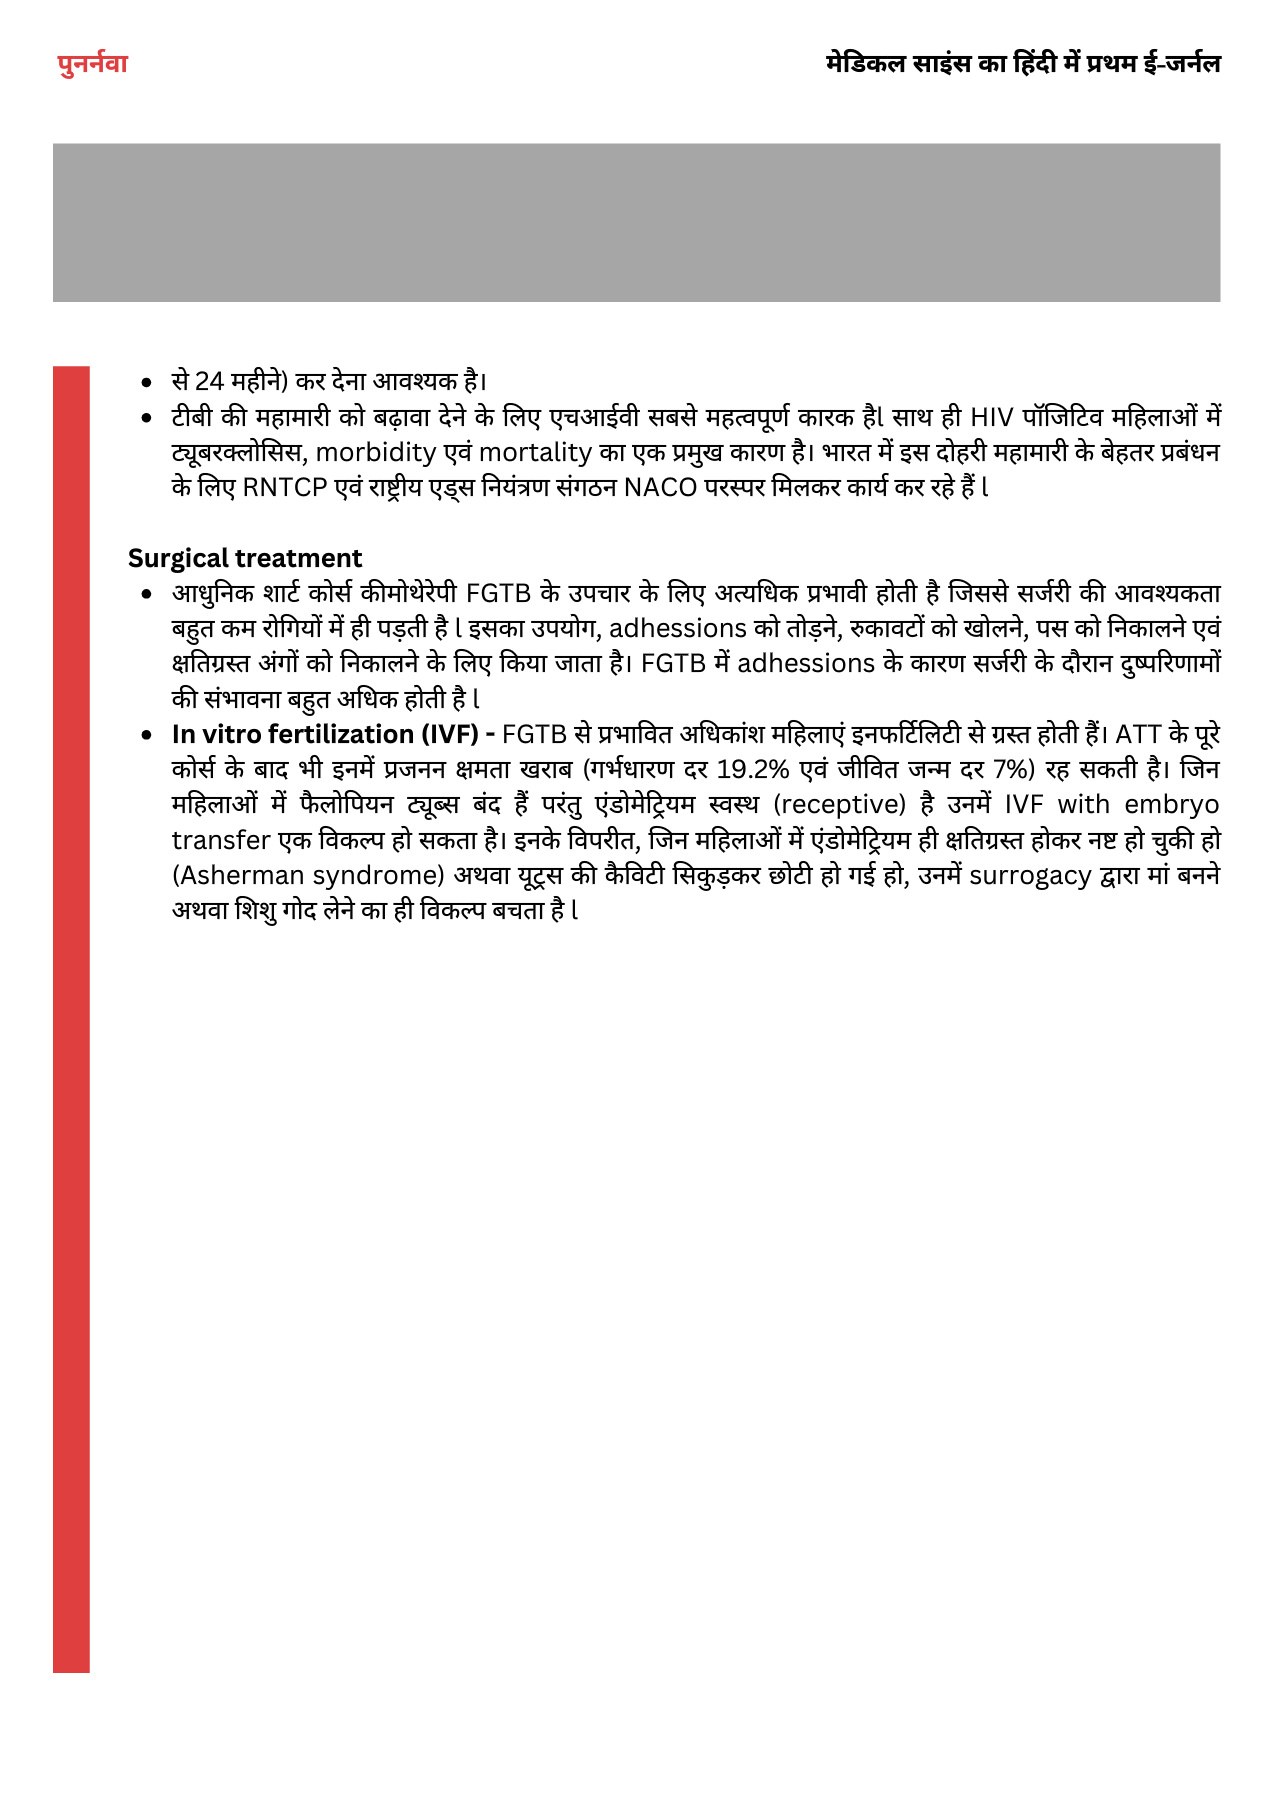 पुनर्नवा
मेडिकल साइंस का हिंदी में प्रथम ई-जर्नल
• से 24 महीने) कर देना आवश्यक है।
• टीबी की महामारी को बढ़ावा देने के लिए एचआईवी सबसे महत्वपूर्ण कारक हैl साथ ही HIV पॉजिटिव महिलाओं में
ट्यूबरक्लोसिस, morbidity एवं mortality का एक प्रमुख कारण है। भारत में इस दोहरी महामारी के बेहतर प्रबंधन
के लिए RNTCP एवं राष्ट्रीय एड्स नियंत्रण संगठन NACO परस्पर मिलकर कार्य कर रहे हैं l
Surgical treatment
• आधुनिक शार्ट कोर्स कीमोथेरेपी FGTB के उपचार के लिए अत्यधिक प्रभावी होती है जिससे सर्जरी की आवश्यकता
बहुत कम रोगियों में ही पड़ती है l इसका उपयोग, adhessions को तोड़ने, रुकावटों को खोलने, पस को निकालने एवं
क्षतिग्रस्त अंगों को निकालने के लिए किया जाता है। FGTB में adhessions के कारण सर्जरी के दौरान दुष्परिणामों
की संभावना बहुत अधिक होती है l
• In vitro fertilization (IVF) - FGTB से प्रभावित अधिकांश महिलाएं इनफर्टिलिटी से ग्रस्त होती हैं। ATT के पूरे
कोर्स के बाद भी इनमें प्रजनन क्षमता खराब (गर्भधारण दर 19.2% एवं जीवित जन्म दर 7%) रह सकती है। जिन
महिलाओं में फैलोपियन ट्यूब्स बंद हैं परंतु एंडोमेट्रियम स्वस्थ (receptive) है उनमें IVF with embryo
transfer एक विकल्प हो सकता है। इनके विपरीत, जिन महिलाओं में एंडोमेट्रियम ही क्षतिग्रस्त होकर नष्ट हो चुकी हो
(Asherman syndrome) अथवा यूट्रस की कैविटी सिकुड़कर छोटी हो गई हो, उनमें surrogacy द्वारा मां बनने
अथवा शिशु गोद लेने का ही विकल्प बचता है l